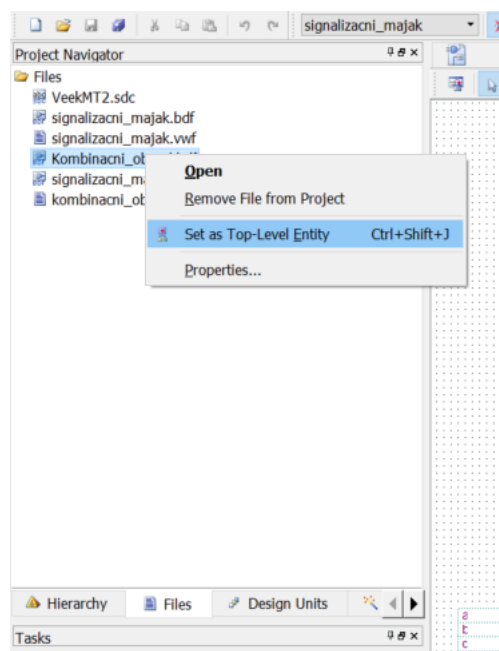 signalizacni_majak
Project Navigator
Files
VeekMT2.sdc
signalizacni_majak.bdf
signalizacni_majak.vwf
Kombinacni_ob
signalizacni_ma
kombinacni_ob
Open
Remove File from Project
Set as Top-Level Entity Ctrl+Shift+J
Properties...
Hierarchy Files Design Units
Tasks
a
b
c